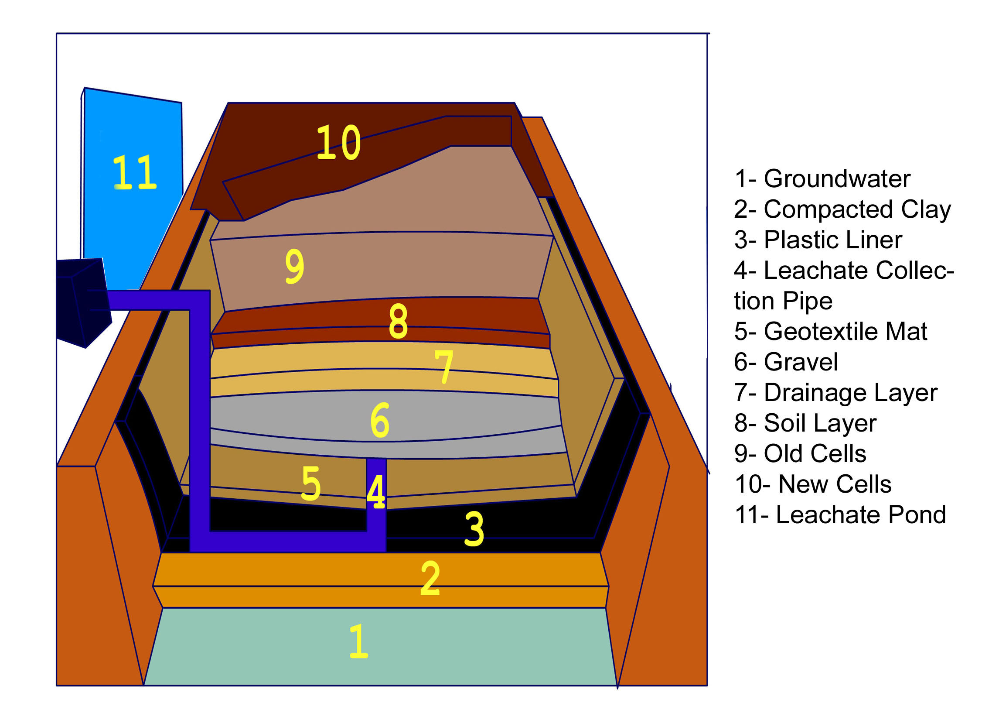 10
11
9
8
7
6
5
4
3
2
1
1- Groundwater
2- Compacted Clay
3- Plastic Liner
4- Leachate Collec-
tion Pipe
5- Geotextile Mat
6- Gravel
7- Drainage Layer
8- Soil Layer
9- Old Cells
10- New Cells
11- Leachate Pond